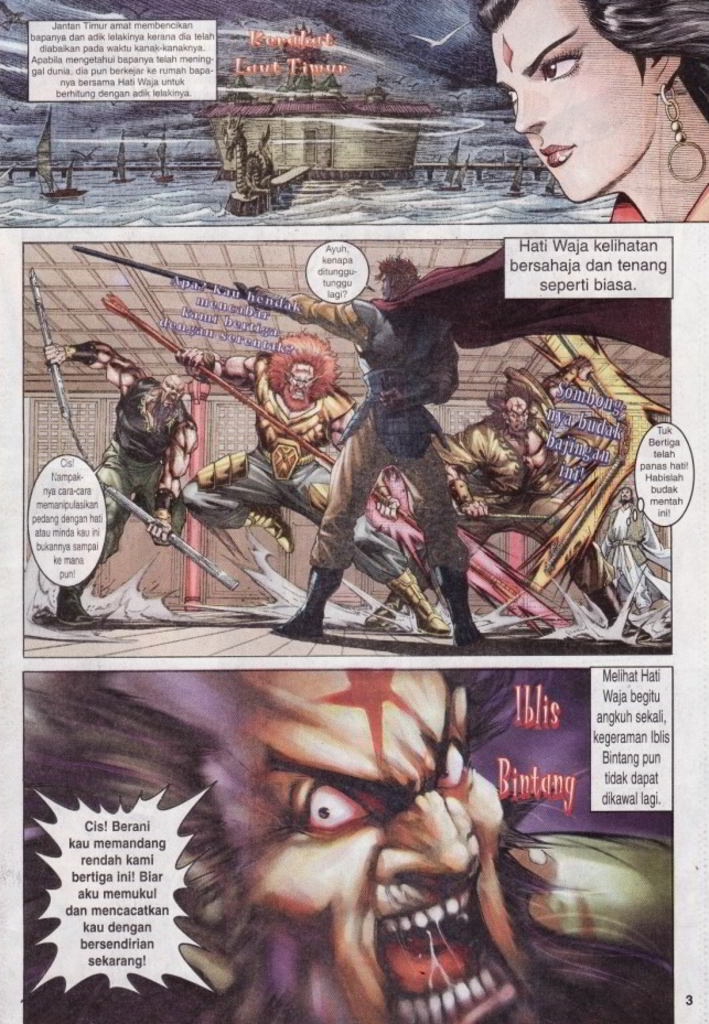 Jantan Timur amat membencikan
bapanya dan adik lelakinya kerana dia telah
diabaikan pada waktu kanak-kanaknya.
Apabila mengetahui bapanya telah mening-
gal dunia, dia pun berkejar ke rumah bapa-
nya bersama Hati Waja untuk
berhitung dengan adik lelakinya.
Kerabat
Laut Timur
Hati Waja kelihatan
bersahaja dan tenang
seperti biasa.
Ayuh,
kenapa
ditunggu-
tunggu
lagi?
Apa? Kau hendak
mencabar
kami bertiga
dengan serentak?
Sombong-
nya budak
bajingan
ini!
Tuk
Bertiga
telah
panas hati!
Habislah
budak
mentah
ini!
Cis!
Nampak-
nya cara-cara
memanipulasikan
pedang dengan hati
atau minda kau ini
bukannya sampai
ke mana
pun!
Melihat Hati
Waja begitu
angkuh sekali,
kegeraman Iblis
Bintang pun
tidak dapat
dikawal lagi.
Iblis
Bintang
Cis! Berani
kau memandang
rendah kami
bertiga ini! Biar
aku memukul
dan mencacatkan
kau dengan
bersendirian
sekarang!
3